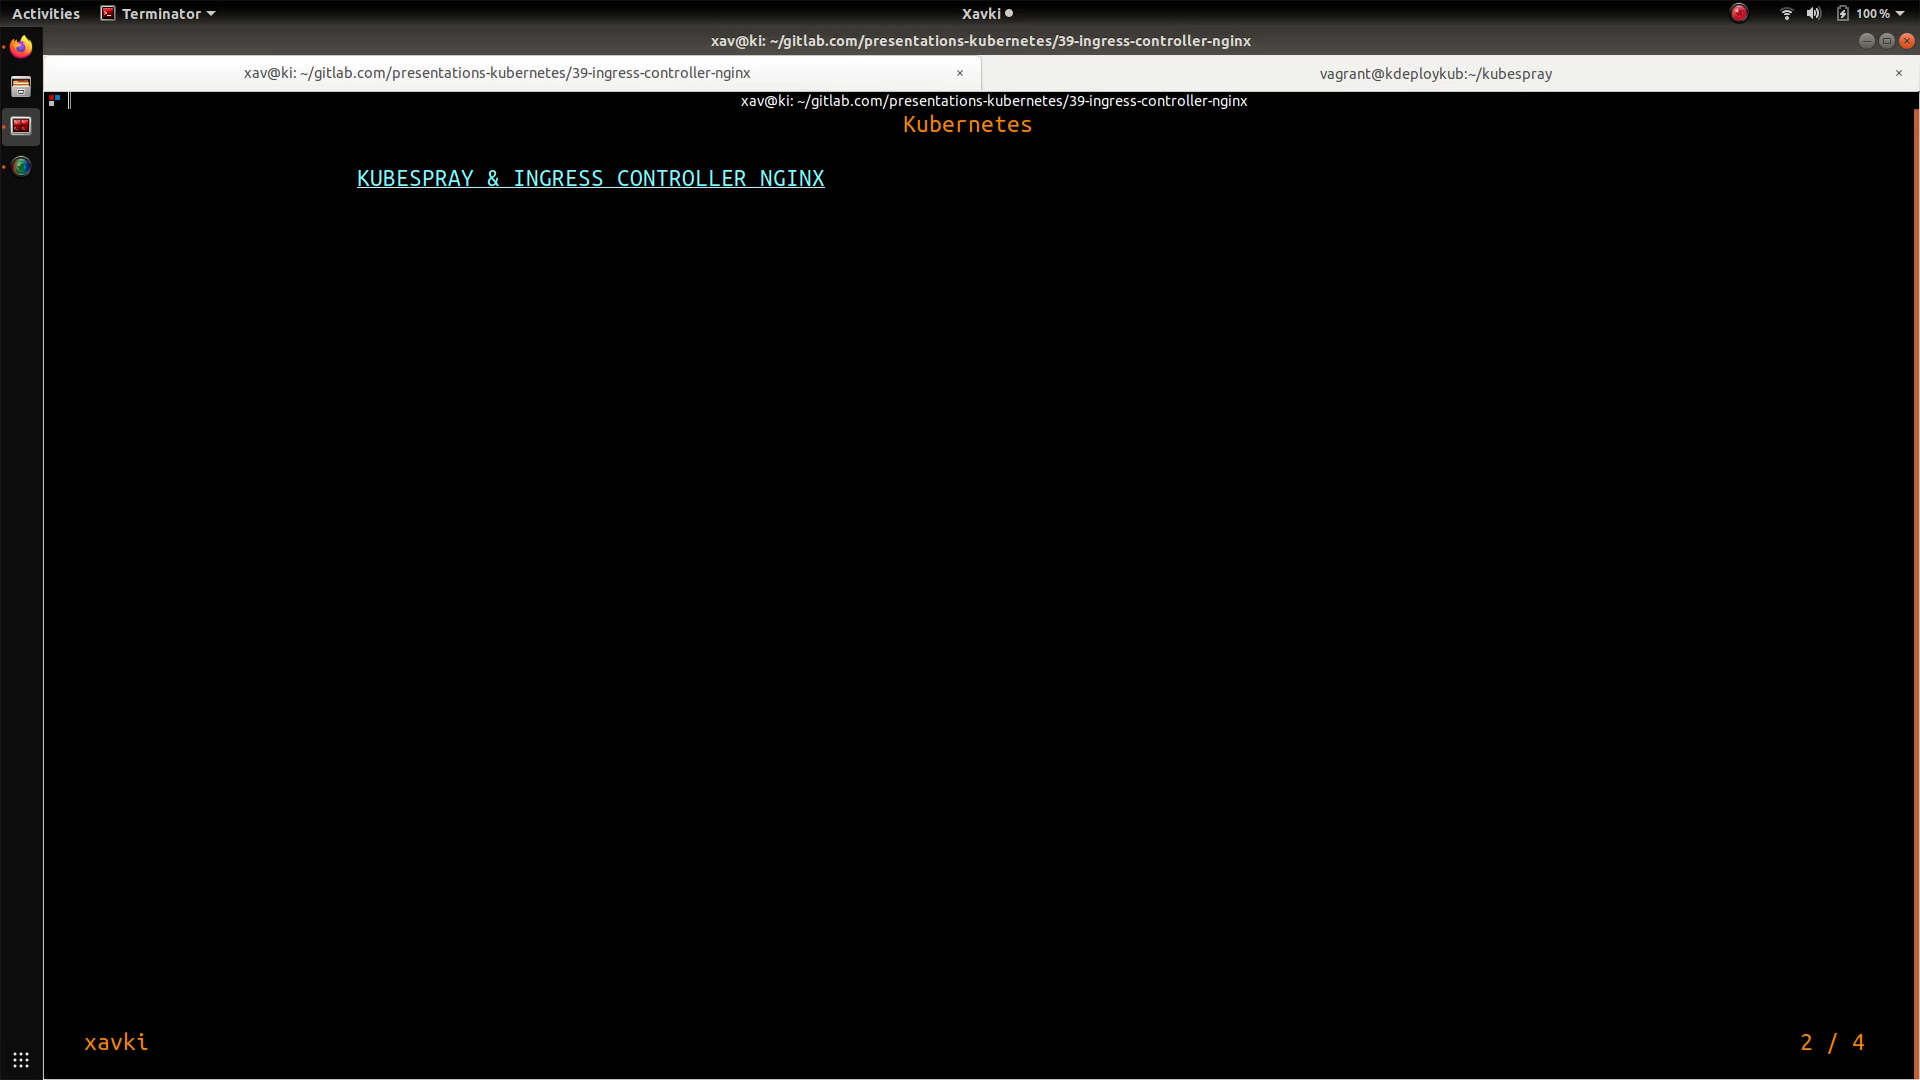 Activities Terminator Xavki 100 %
xav@ki: ~/gitlab.com/presentations-kubernetes/39-ingress-controller-nginx
xav@ki: ~/gitlab.com/presentations-kubernetes/39-ingress-controller-nginx × vagrant@kdeploykub:~/kubespray ×
xav@ki: ~/gitlab.com/presentations-kubernetes/39-ingress-controller-nginx
Kubernetes
KUBESPRAY & INGRESS CONTROLLER NGINX
xavki 2 / 4